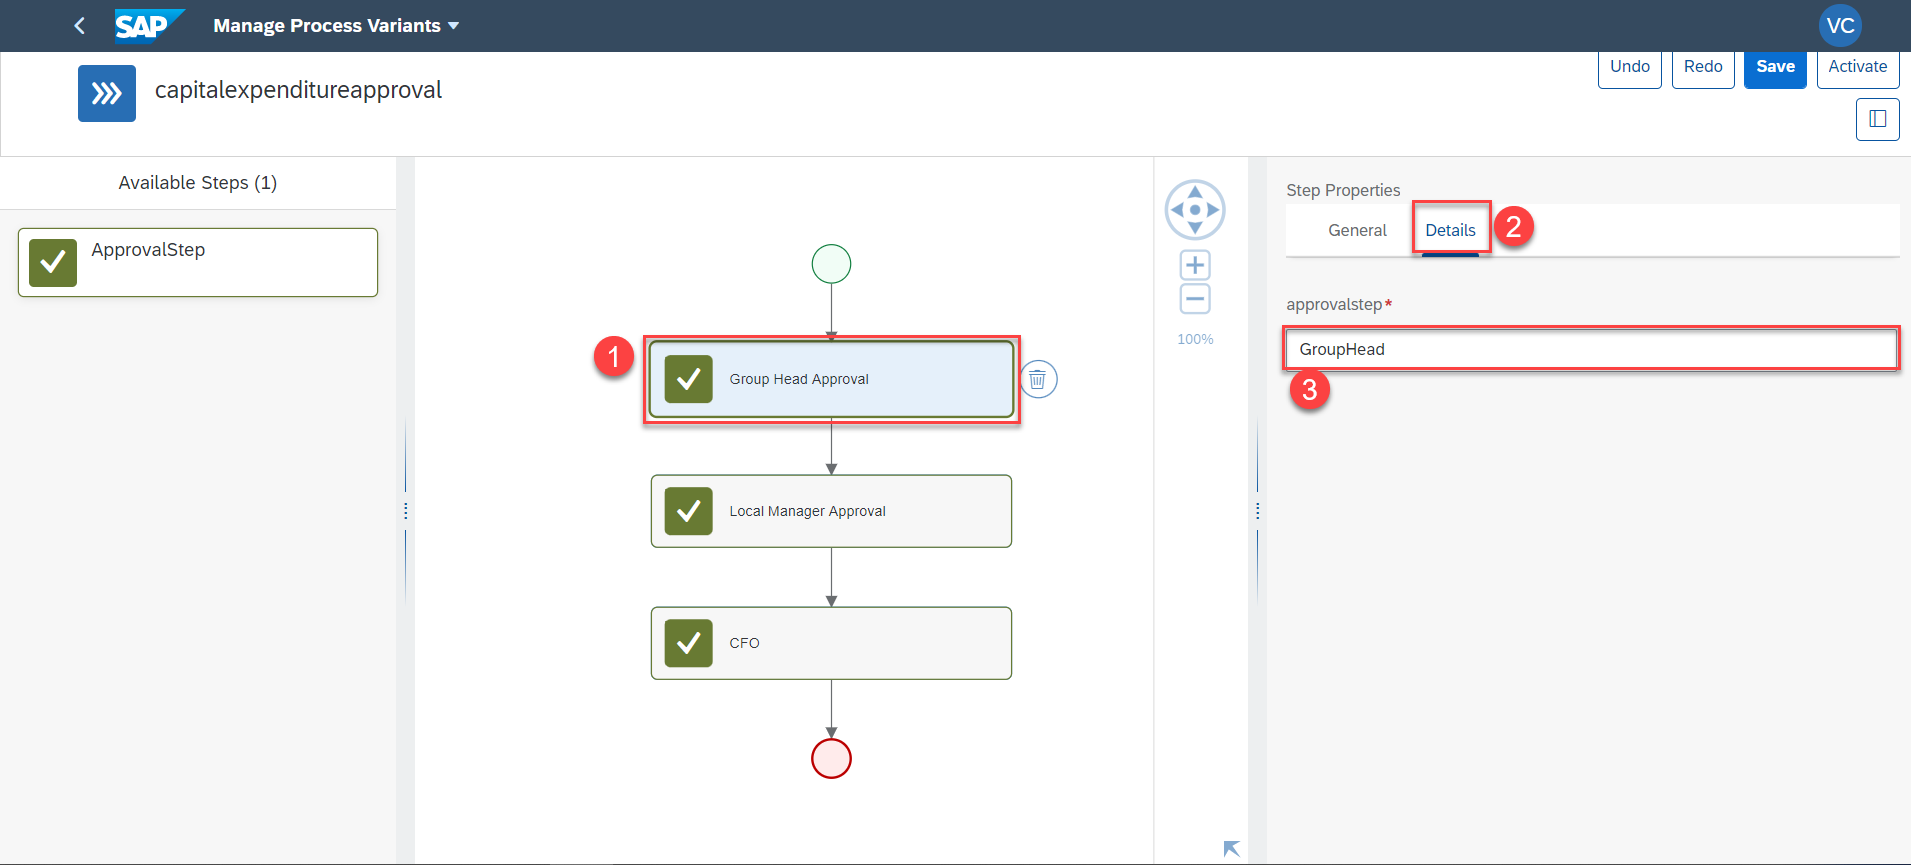 SAP Manage Process Variants
VC
capitalexpenditureapproval
Undo Redo Save Activate
Available Steps (1)
ApprovalStep
1
Group Head Approval
Local Manager Approval
CFO
100%
Step Properties
General Details 2
approvalstep*
GroupHead
3